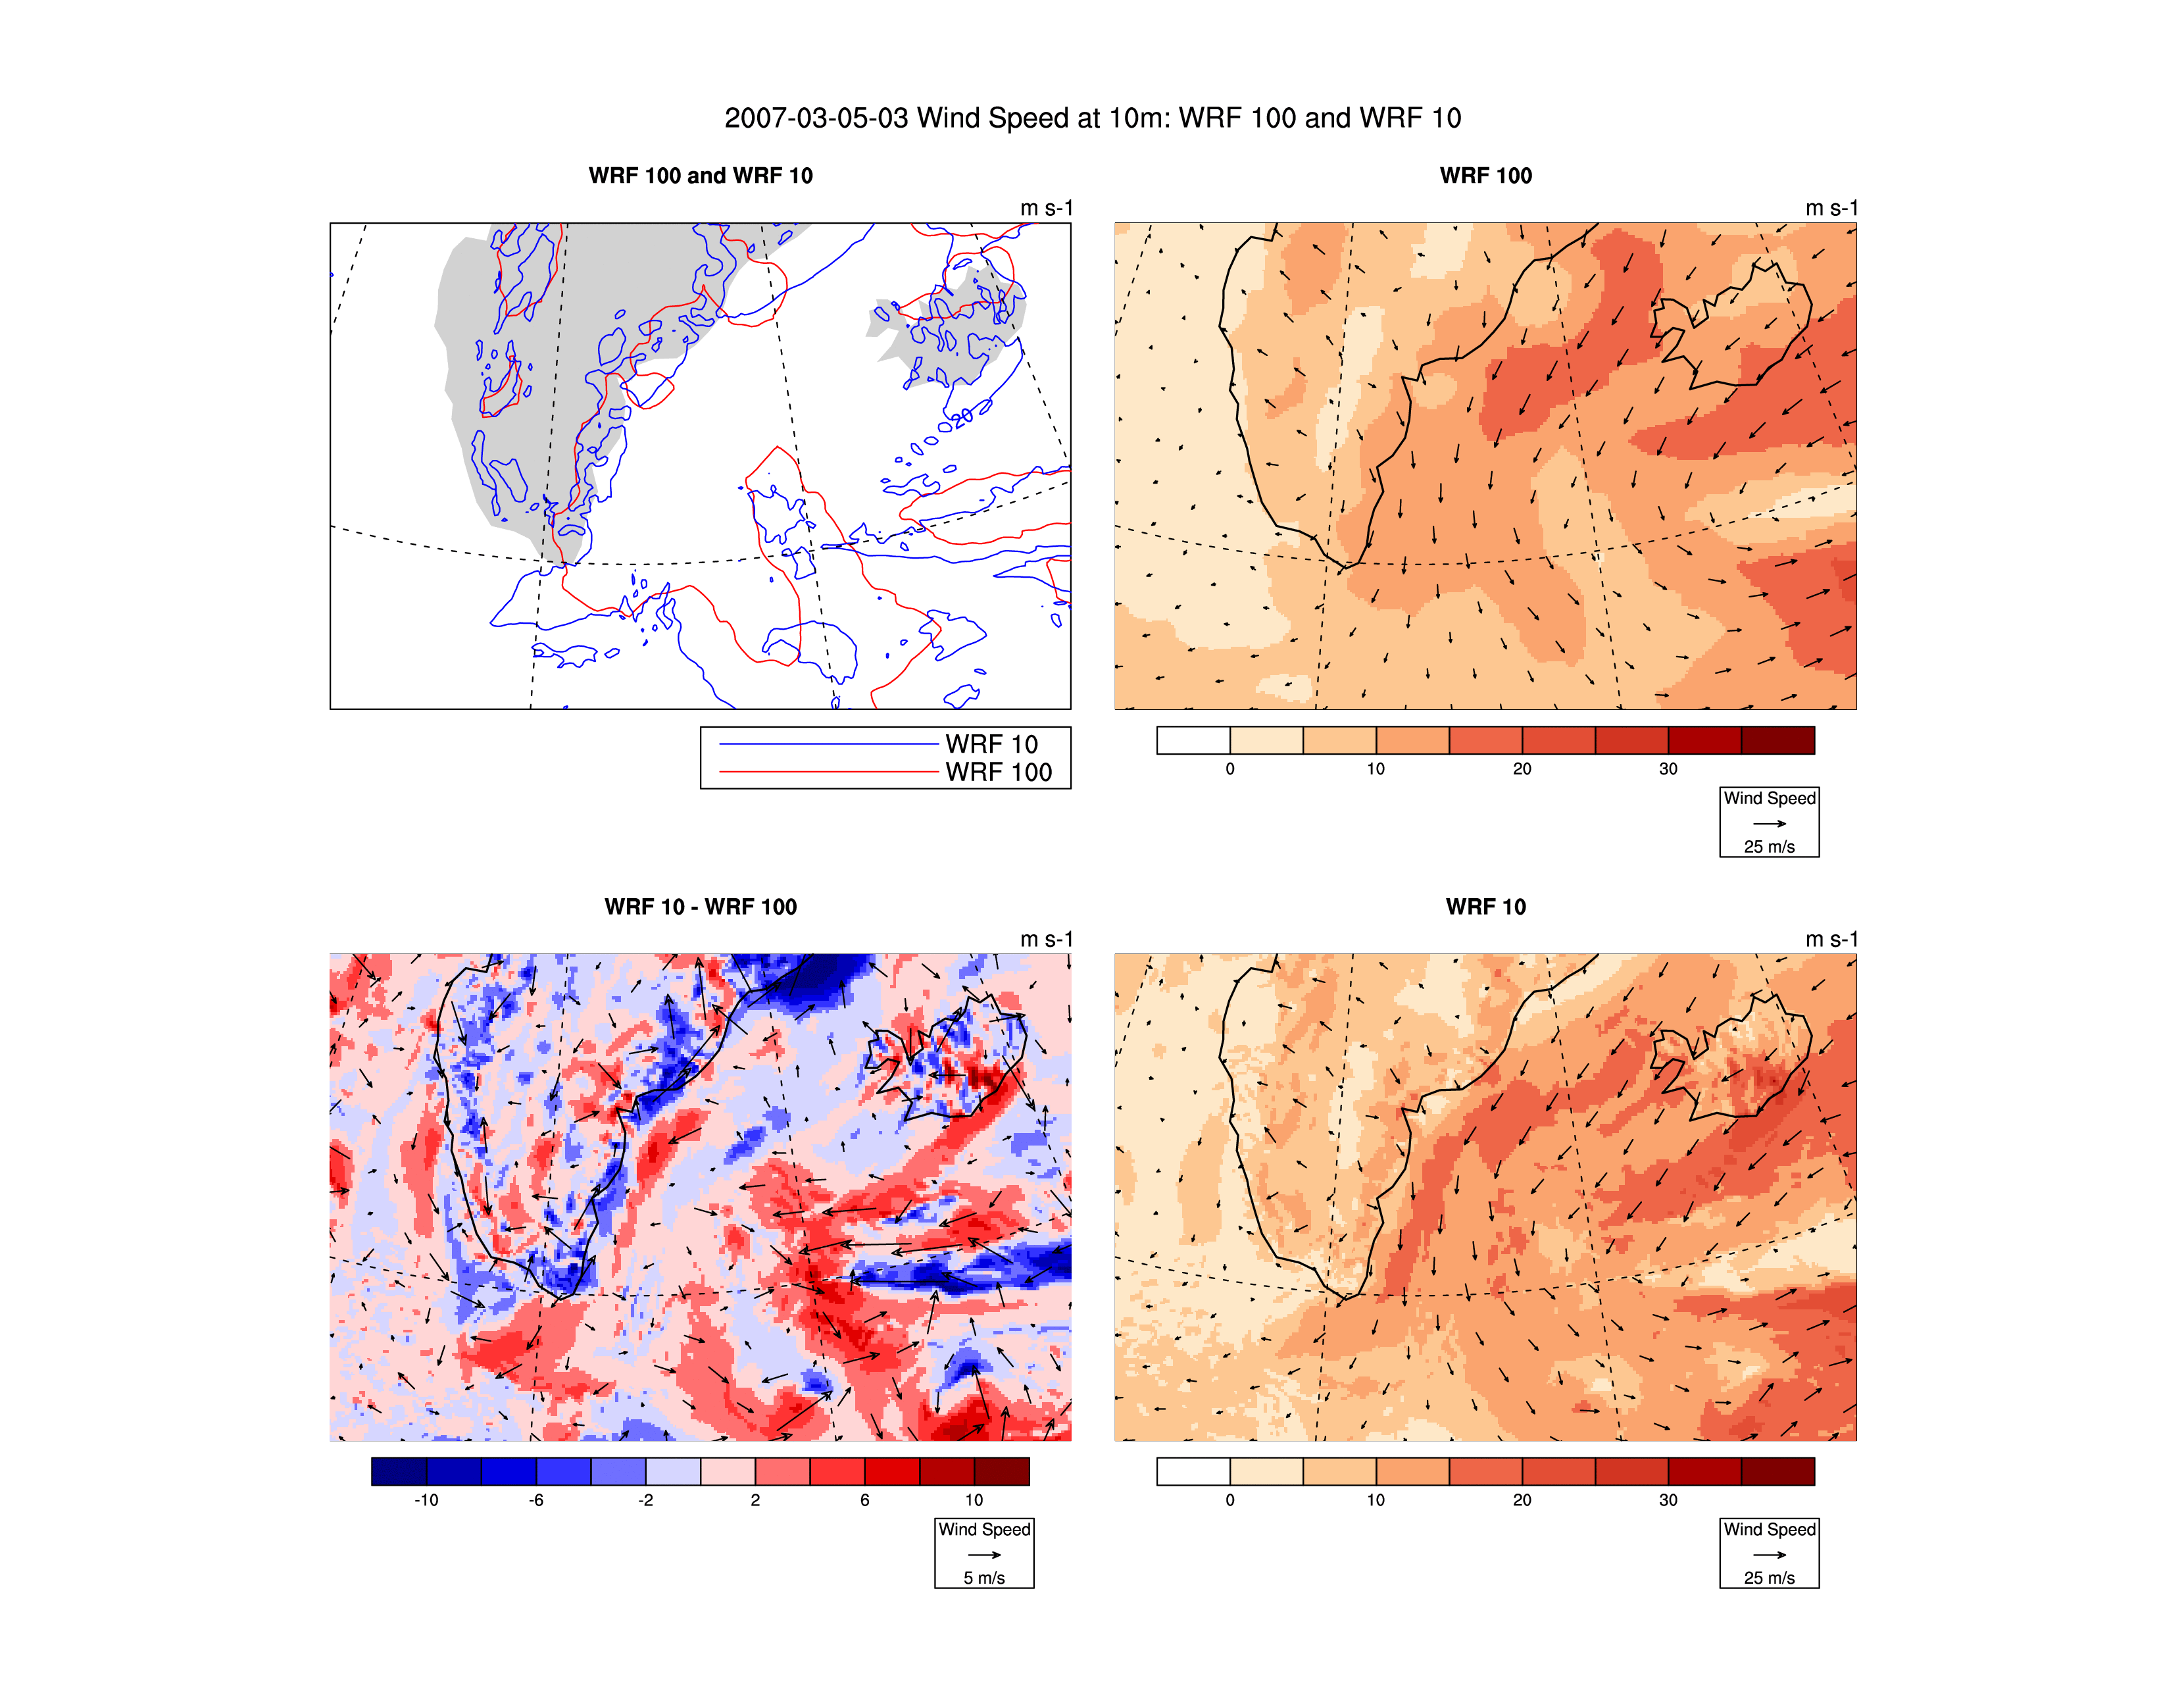 2007-03-05-03 Wind Speed at 10m: WRF 100 and WRF 10
WRF 100 and WRF 10
m s-1
20
WRF 10
WRF 100
WRF 100
m s-1
0 10 20 30
Wind Speed
25 m/s
WRF 10 - WRF 100
m s-1
-10 -6 -2 2 6 10
Wind Speed
5 m/s
WRF 10
m s-1
0 10 20 30
Wind Speed
25 m/s